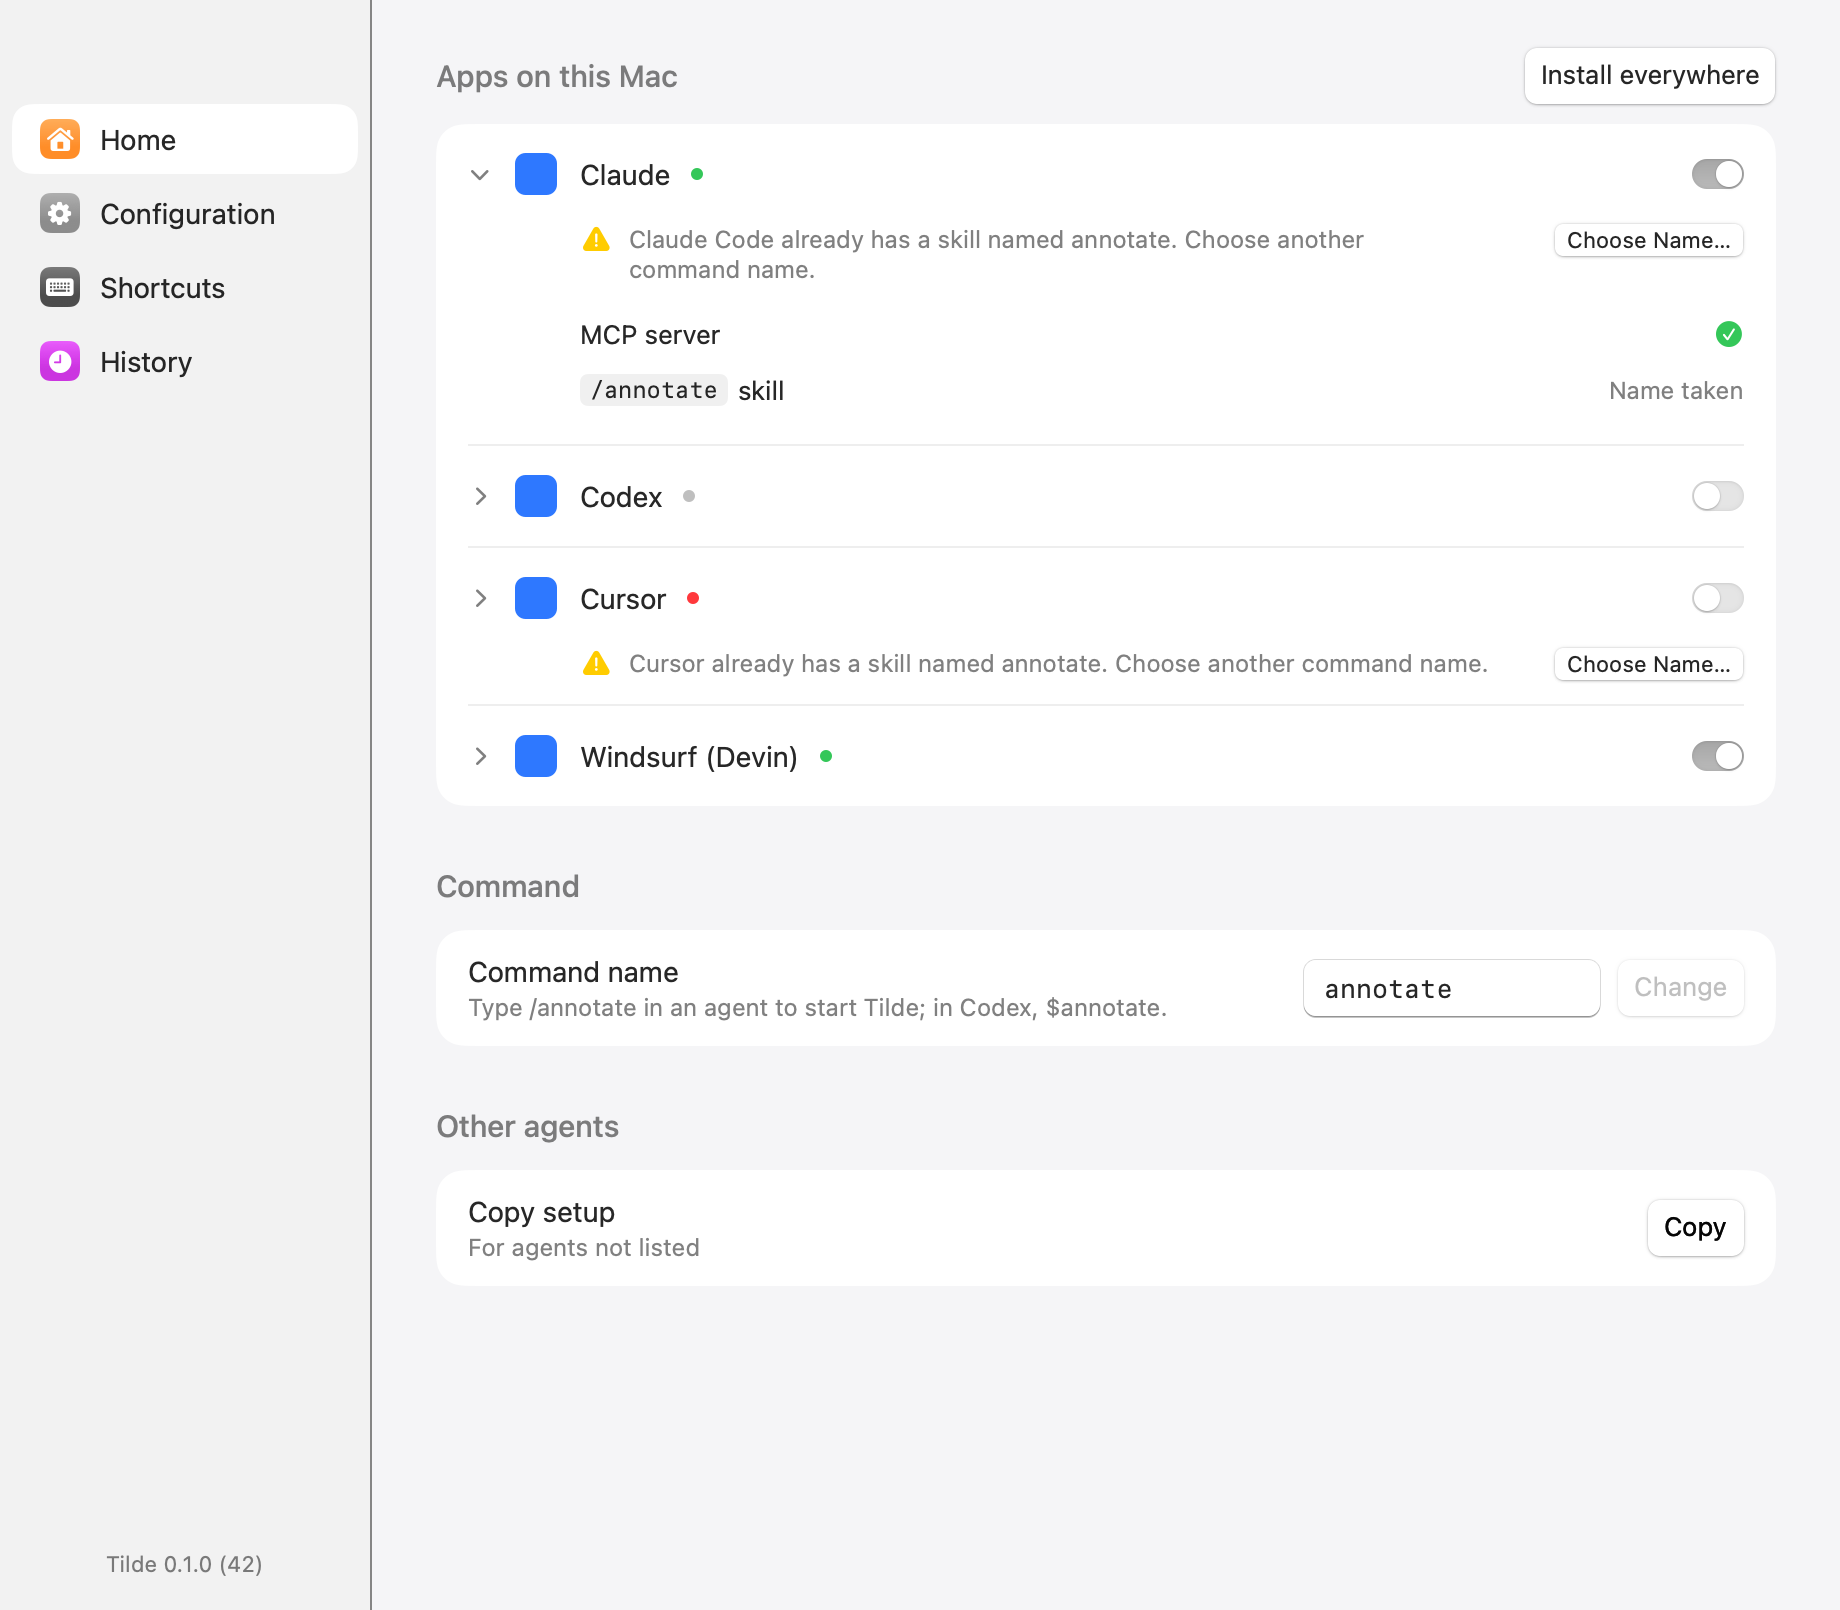 Home
Configuration
Shortcuts
History
Tilde 0.1.0 (42)
Apps on this Mac
Install everywhere
Claude
Claude Code already has a skill named annotate. Choose another
command name.
Choose Name...
MCP server
/annotate skill
Name taken
Codex
Cursor
Cursor already has a skill named annotate. Choose another command name.
Choose Name...
Windsurf (Devin)
Command
Command name
Type /annotate in an agent to start Tilde; in Codex, $annotate.
annotate
Change
Other agents
Copy setup
For agents not listed
Copy